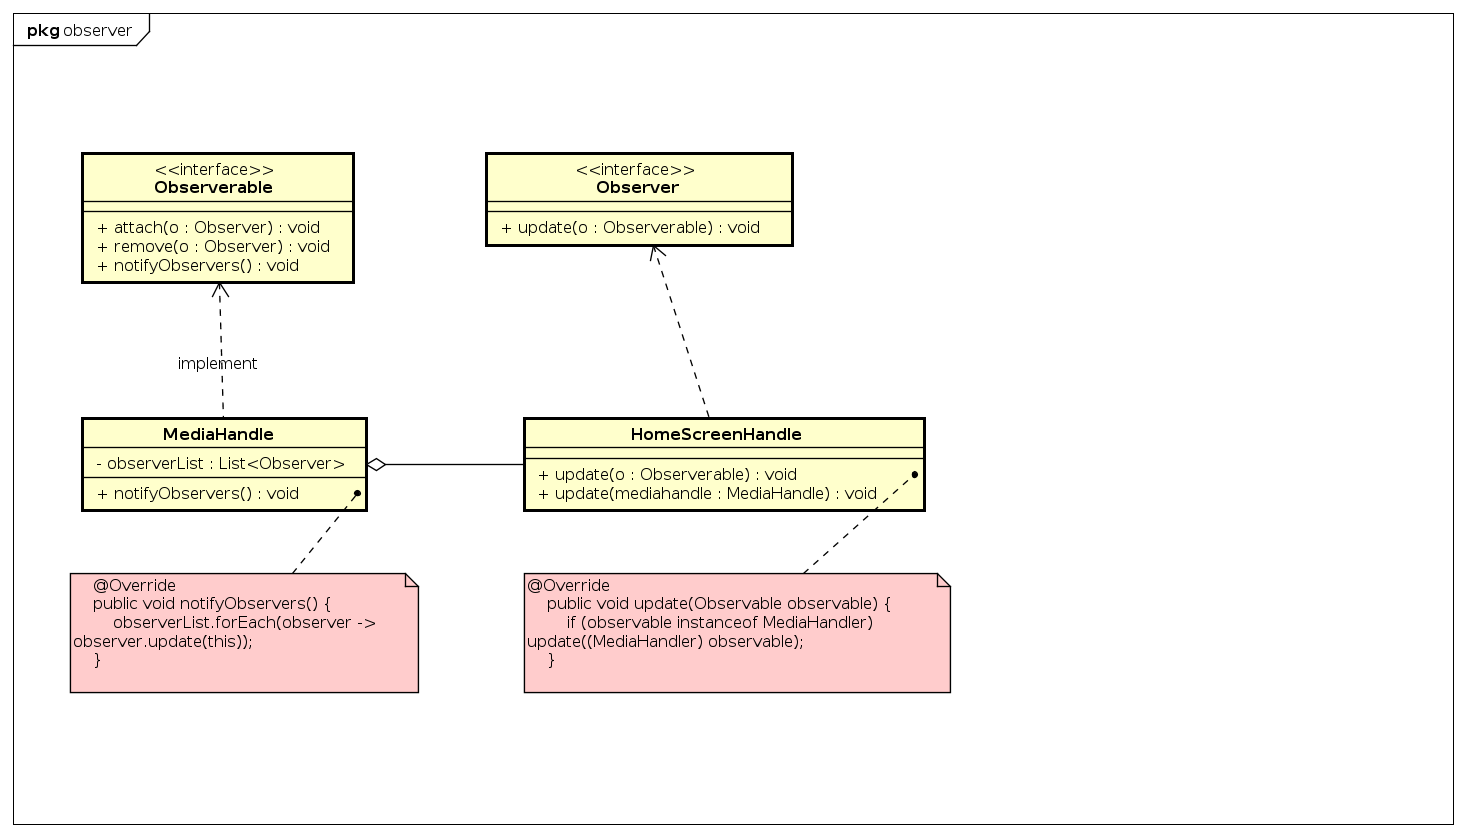 pkg observer
<<interface>>
Observerable
+ attach(o : Observer) : void
+ remove(o : Observer) : void
+ notifyObservers() : void
<<interface>>
Observer
+ update(o : Observerable) : void
implement
MediaHandle
- observerList : List<Observer>
+ notifyObservers() : void
HomeScreenHandle
+ update(o : Observerable) : void
+ update(mediahandle : MediaHandle) : void
@Override
public void notifyObservers() {
observerList.forEach(observer ->
observer.update(this));
}
@Override
public void update(Observable observable) {
if (observable instanceof MediaHandler)
update((MediaHandler) observable);
}